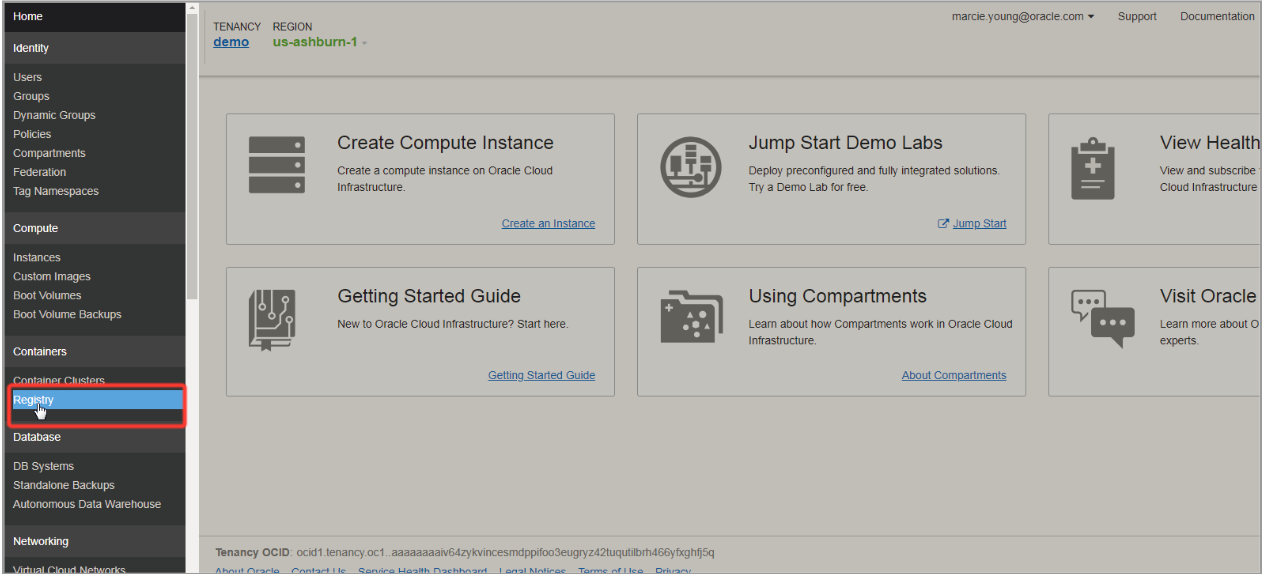 Home
Identity
Users
Groups
Dynamic Groups
Policies
Compartments
Federation
Tag Namespaces
Compute
Instances
Custom Images
Boot Volumes
Boot Volume Backups
Containers
Container Clusters
Registry
Database
DB Systems
Standalone Backups
Autonomous Data Warehouse
Networking
Virtual Cloud Networks
TENANCY REGION
demo us-ashburn-1
marcie.young@oracle.com Support Documentation
Create Compute Instance
Create a compute instance on Oracle Cloud
Infrastructure.
Create an Instance
Jump Start Demo Labs
Deploy preconfigured and fully integrated solutions.
Try a Demo Lab for free.
Jump Start
View Health
View and subscribe
Cloud Infrastructure
Getting Started Guide
New to Oracle Cloud Infrastructure? Start here.
Getting Started Guide
Using Compartments
Learn about how Compartments work in Oracle Cloud
Infrastructure.
About Compartments
Visit Oracle
Learn more about O
experts.
Tenancy OCID: ocid1.tenancy.oc1..aaaaaaaaiv64zykvincesmdppifoo3eugryz42tuqutilbrh466yfxghfj5q
About Oracle Contact Us Service Health Dashboard Legal Notices Terms of Use Privacy